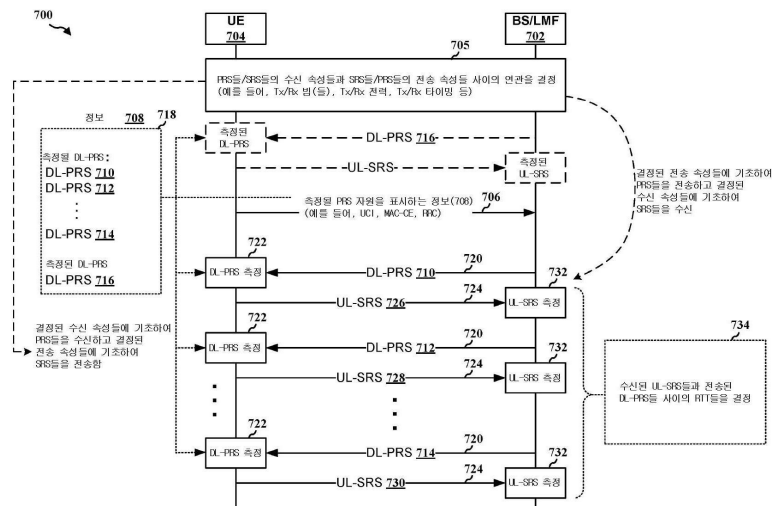 700
UE
704
BS/LMF
702
705
PRS들/SRS들의 수신 속성들과 SRS들/PRS들의 전송 속성들 사이의 연관을 결정
(예를 들어, Tx/Rx 빔(들), Tx/Rx 전력, Tx/Rx 타이밍 등)
정보 708
718
측정될 DL-PRS:
DL-PRS 710
DL-PRS 712
DL-PRS 714
측정된 DL-PRS
DL-PRS 716
측정된
DL-PRS
DL-PRS 716
UL-SRS
측정된
UL-SRS
결정된 전송 속성들에 기초하여
PRS들을 전송하고 결정된
수신 속성들에 기초하여
SRS들을 수신
측정될 PRS 자원을 표시하는 정보(708)
(예를 들어, UCI, MAC-CE, RRC)
706
722
DL-PRS 측정
DL-PRS 710
720
UL-SRS 726
724
732
UL-SRS 측정
결정된 수신 속성들에 기초하여
PRS들을 수신하고 결정된
전송 속성들에 기초하여
SRS들을 전송함
722
DL-PRS 측정
DL-PRS 712
720
UL-SRS 728
724
732
UL-SRS 측정
734
수신된 UL-SRS들과 전송된
DL-PRS들 사이의 RTT들을 결정
722
DL-PRS 측정
DL-PRS 714
720
UL-SRS 730
724
732
UL-SRS 측정